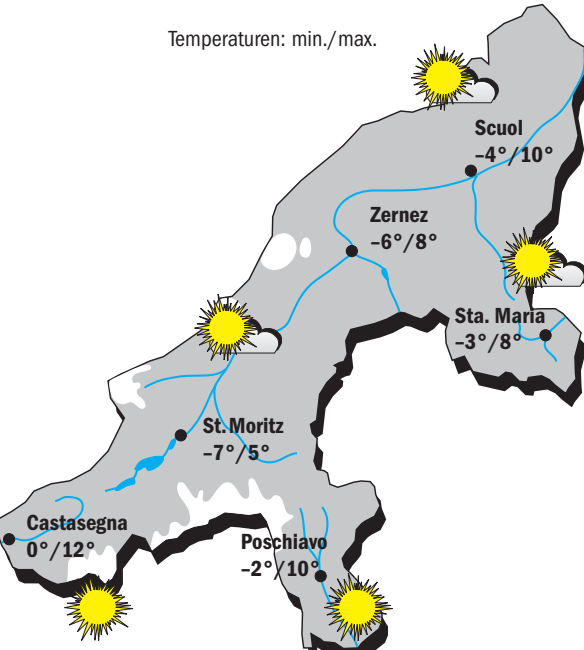 Temperaturen: min./max.
Scuol
–4°/10°
Zernez
–6°/8°
Sta. Maria
–3°/8°
St. Moritz
–7°/5°
Castasegna
0°/12°
Poschiavo
–2°/10°